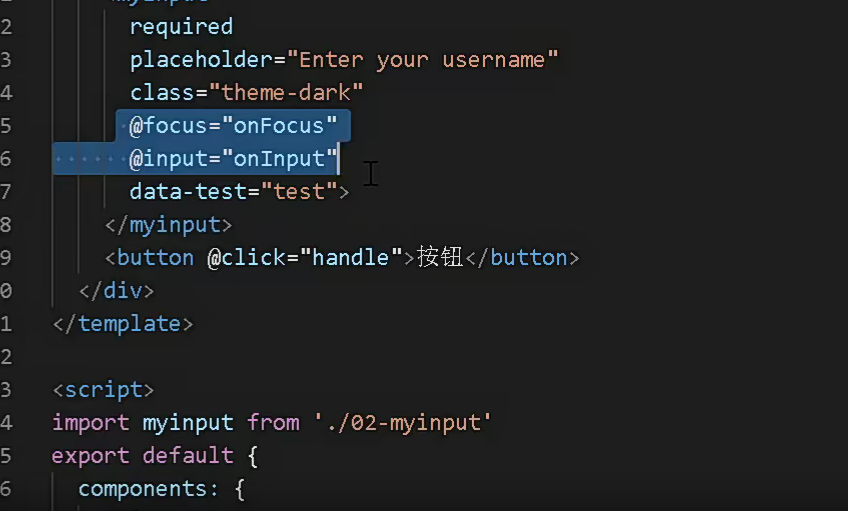 <myinput
2 required
3 placeholder="Enter your username"
4 class="theme-dark"
5 @focus="onFocus"
6 @input="onInput"
7 data-test="test">
8 </myinput>
9 <button @click="handle">按钮</button>
0 </div>
1 </template>
2
3 <script>
4 import myinput from './02-myinput'
5 export default {
6 components: {